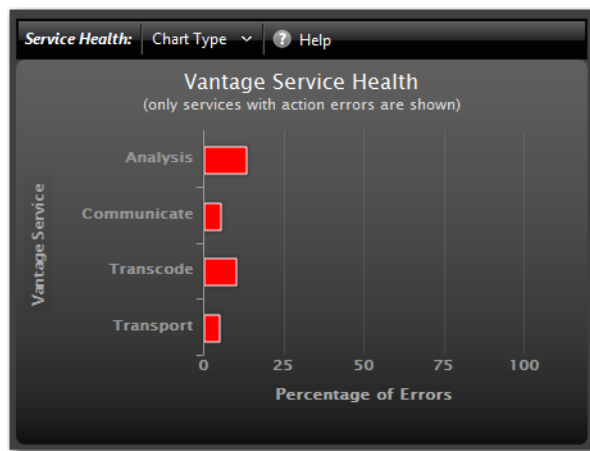 Service Health: Chart Type ? Help
Vantage Service Health
(only services with action errors are shown)
Vantage Service
Analysis
Communicate
Transcode
Transport
0 25 50 75 100
Percentage of Errors